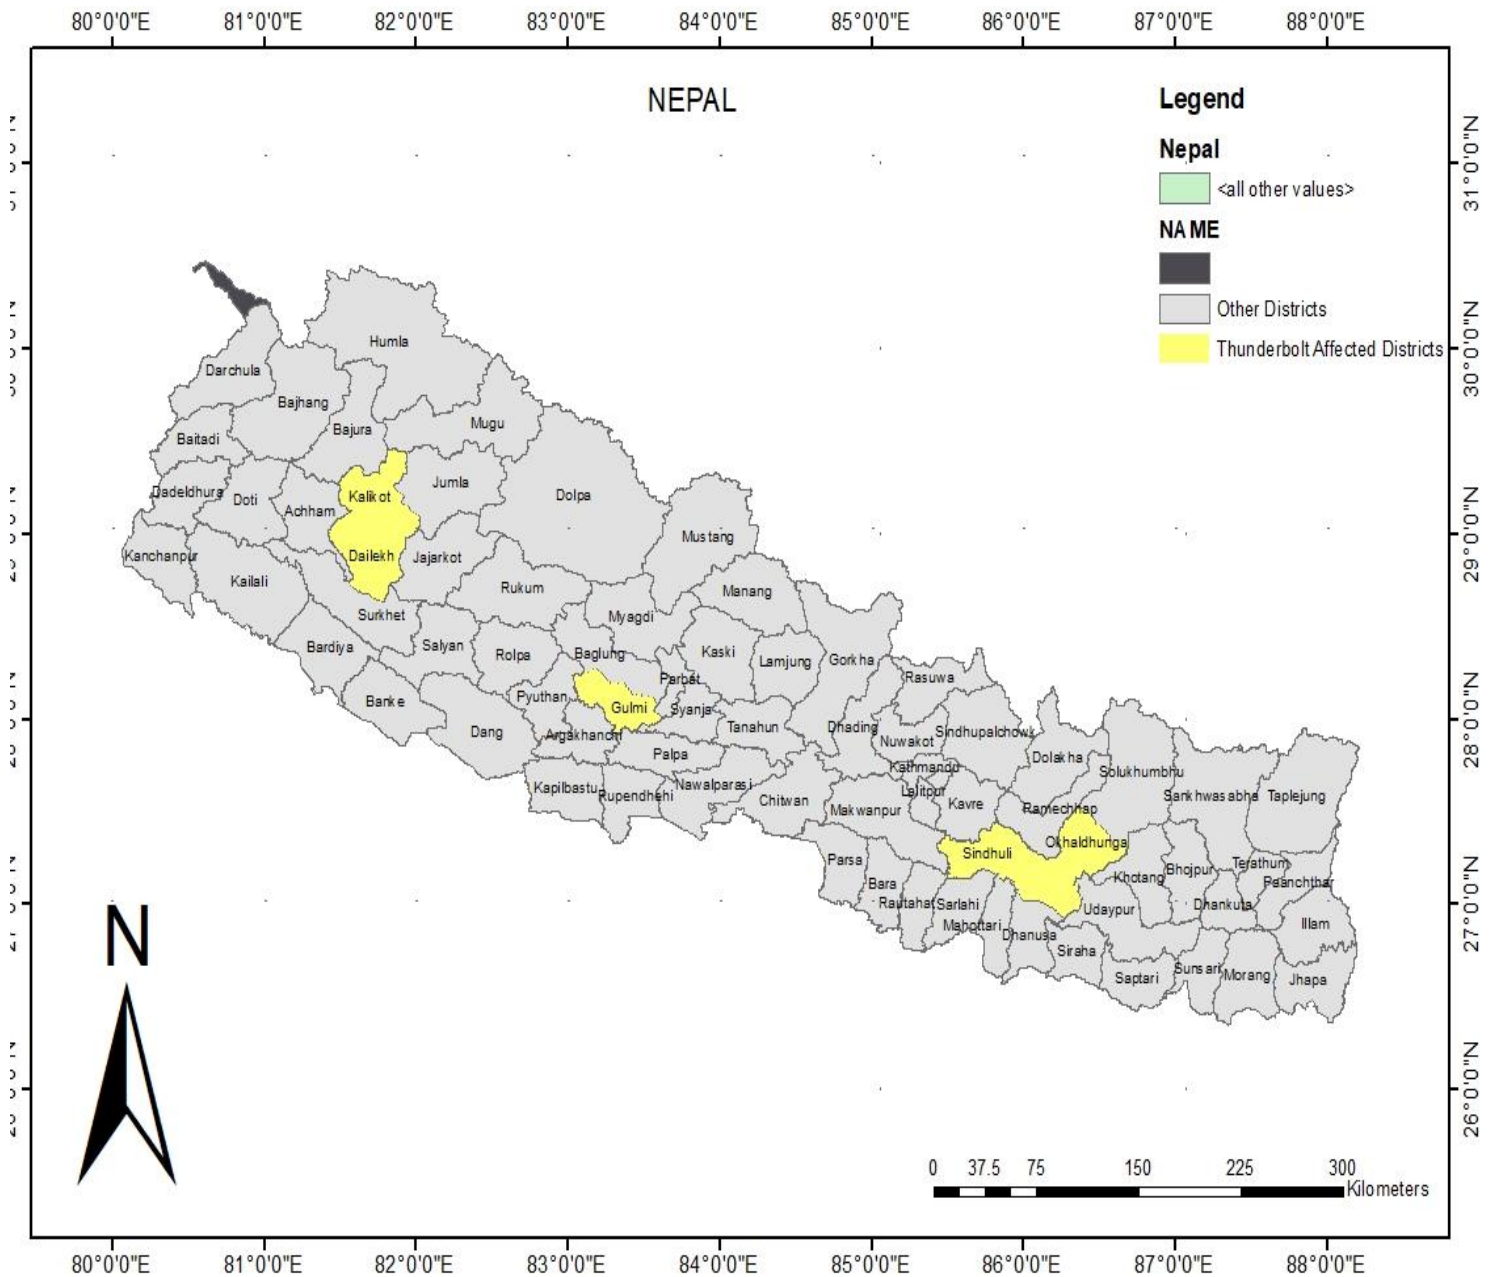 80°0'0"E 81°0'0"E 82°0'0"E 83°0'0"E 84°0'0"E 85°0'0"E 86°0'0"E 87°0'0"E 88°0'0"E
NEPAL
Legend
Nepal
<all other values>
NAME
Other Districts
Thunderbolt Affected Districts
31°0'0"N
30°0'0"N
29°0'0"N
28°0'0"N
27°0'0"N
26°0'0"N
Humla
Darchula
Bajhang
Mugu
Bajura
Baitadi
Jumla
Dadeldhura
Doti
Kalikot
Dolpa
Achham
Mustang
Kanchanpur
Dailekh
Jajarkot
Kailali
Rukum
Manang
Surkhet
Myagdi
Bardiya
Salyan
Rolpa
Baglung
Kaski
Lamjung
Gorkha
Parbat
Rasuwa
Pyuthan
Banke
Gulmi
Syanja
Dang
Argakhanchi
Tanahun
Dhading
Sindhupalchowk
Nuwakot
Palpa
Dolakha
Kathmandu
Solukhumbu
Kapilbastu
Rupendhehi
Nawalparasi
Lalitpur
Chitwan
Makwanpur
Kavre
Ramechhap
Sankhwasabha
Taplejung
Okhaldhunga
Sindhuli
Parsa
Terathum
Bhojpur
Khotang
Bara
Paanchthar
Rautahat
Sarlahi
Udaypur
Dhankuta
Mahottari
Illam
Dhanusa
Siraha
Saptari
Sunsari
Morang
Jhapa
N
0 37.5 75 150 225 300
Kilometers
80°0'0"E 81°0'0"E 82°0'0"E 83°0'0"E 84°0'0"E 85°0'0"E 86°0'0"E 87°0'0"E 88°0'0"E